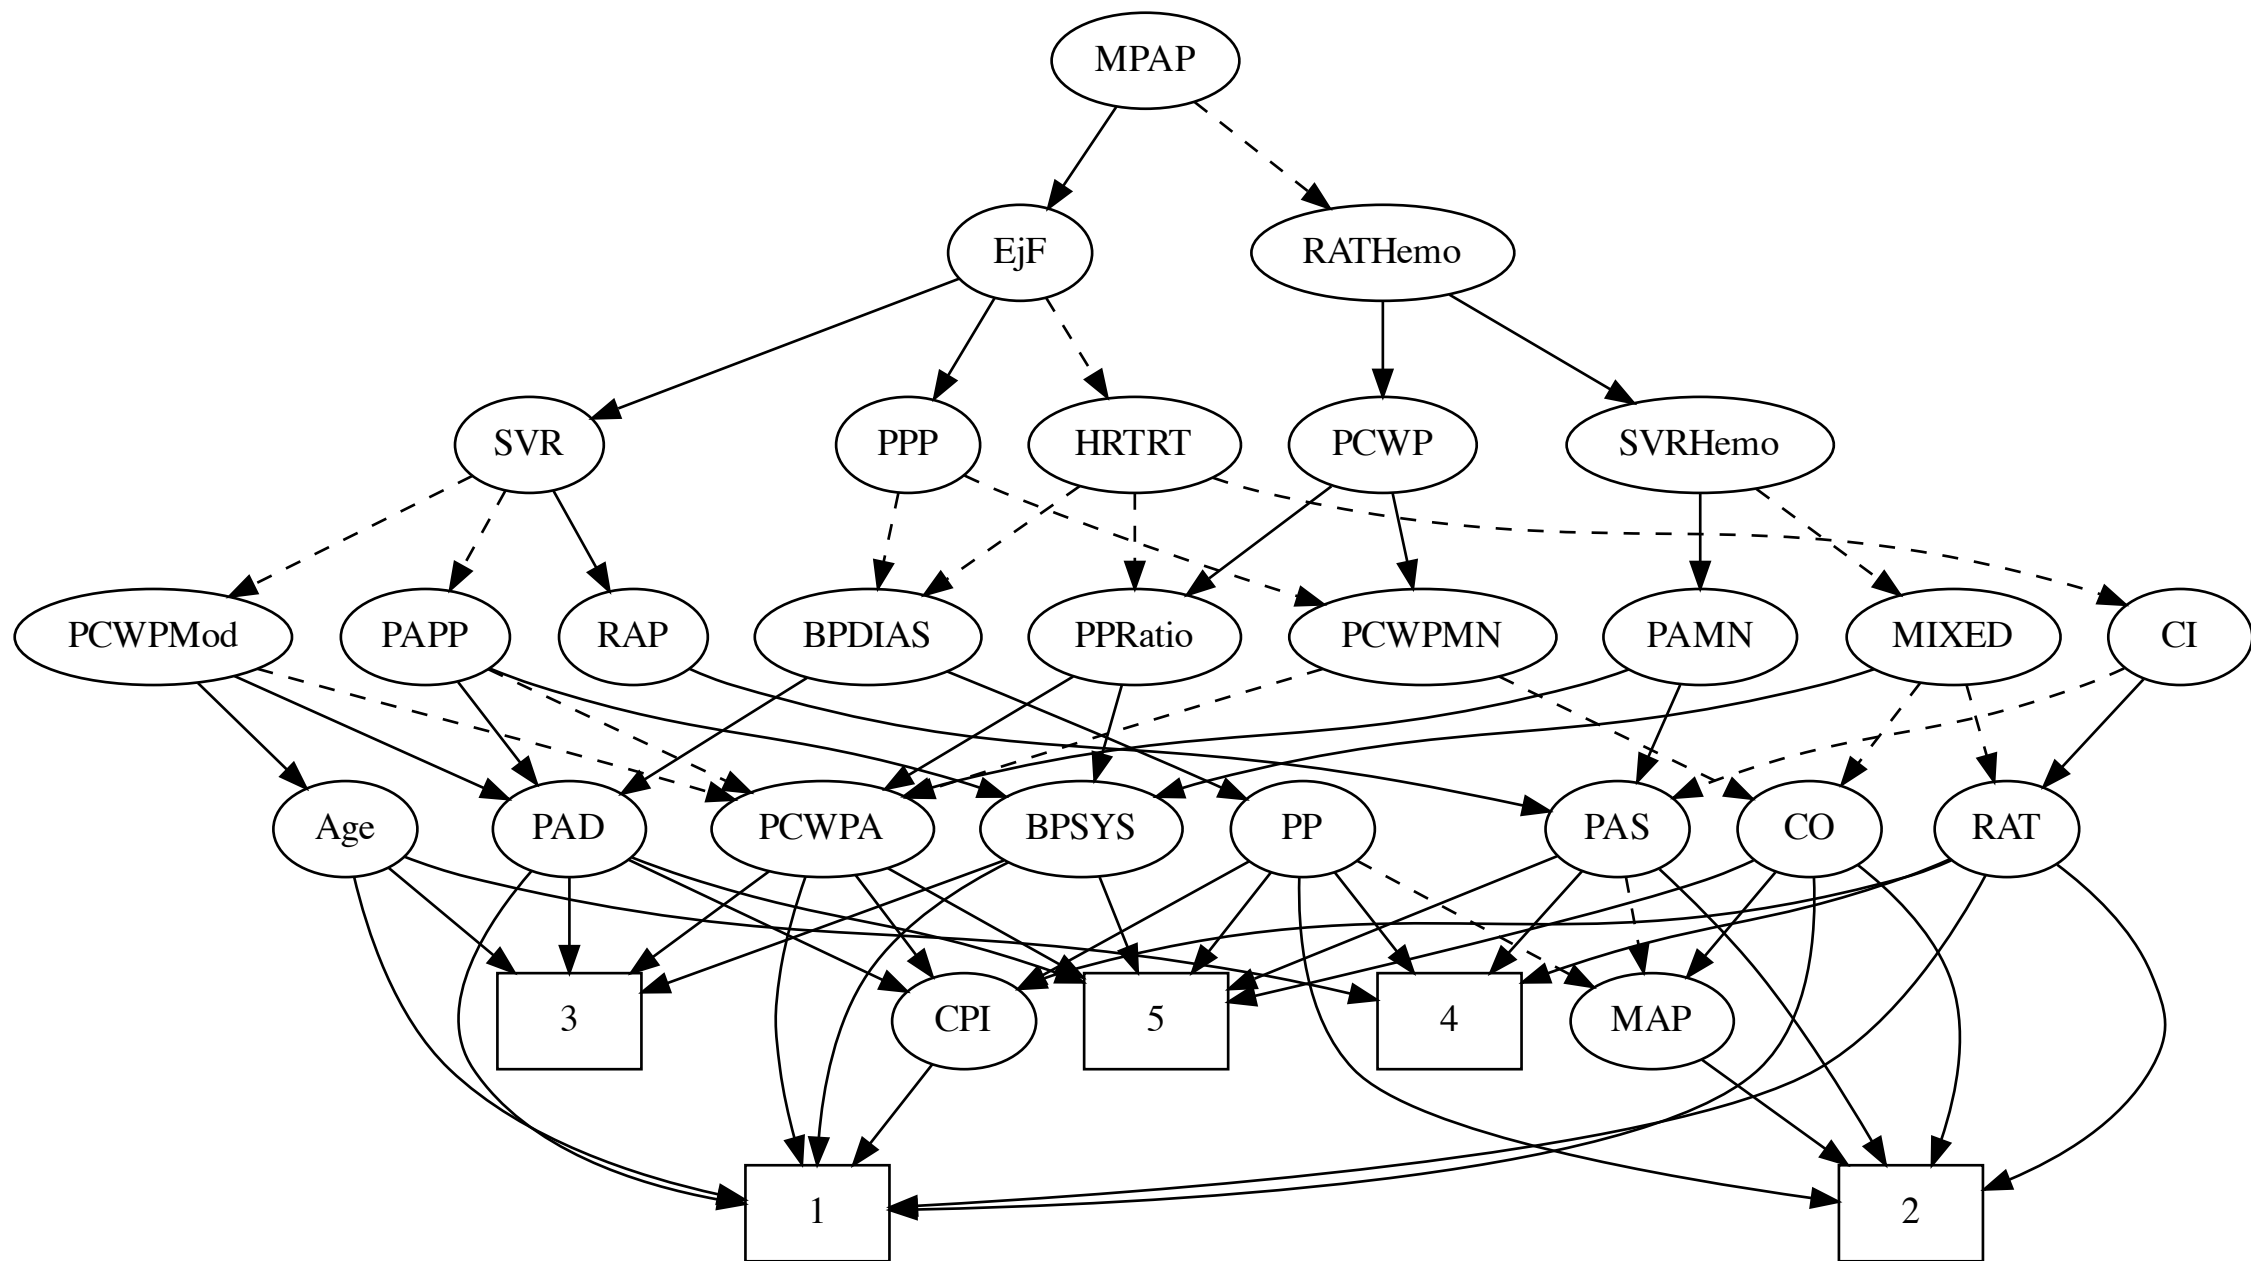 MPAP
EjF
RATHemo
SVR
PPP
HRTRT
PCWP
SVRHemo
PCWPMod
PAPP
RAP
BPDIAS
PPRatio
PCWPMN
PAMN
MIXED
CI
Age
PAD
PCWPA
BPSYS
PP
PAS
CO
RAT
3
CPI
5
4
MAP
1
2